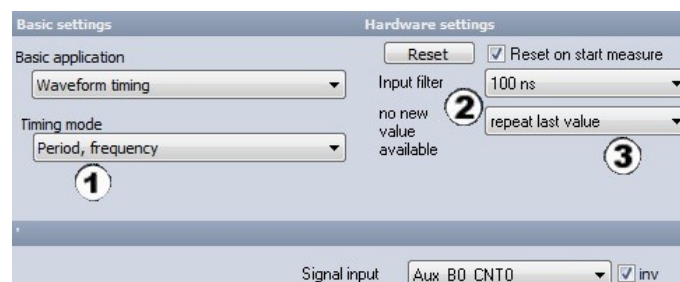 Basic settings
Hardware settings
Basic application
Waveform timing
Timing mode
Period, frequency
1
Reset
Reset on start measure
Input filter
100 ns
2
no new
value
available
repeat last value
3
Signal input
Aux B0 CNT0
inv